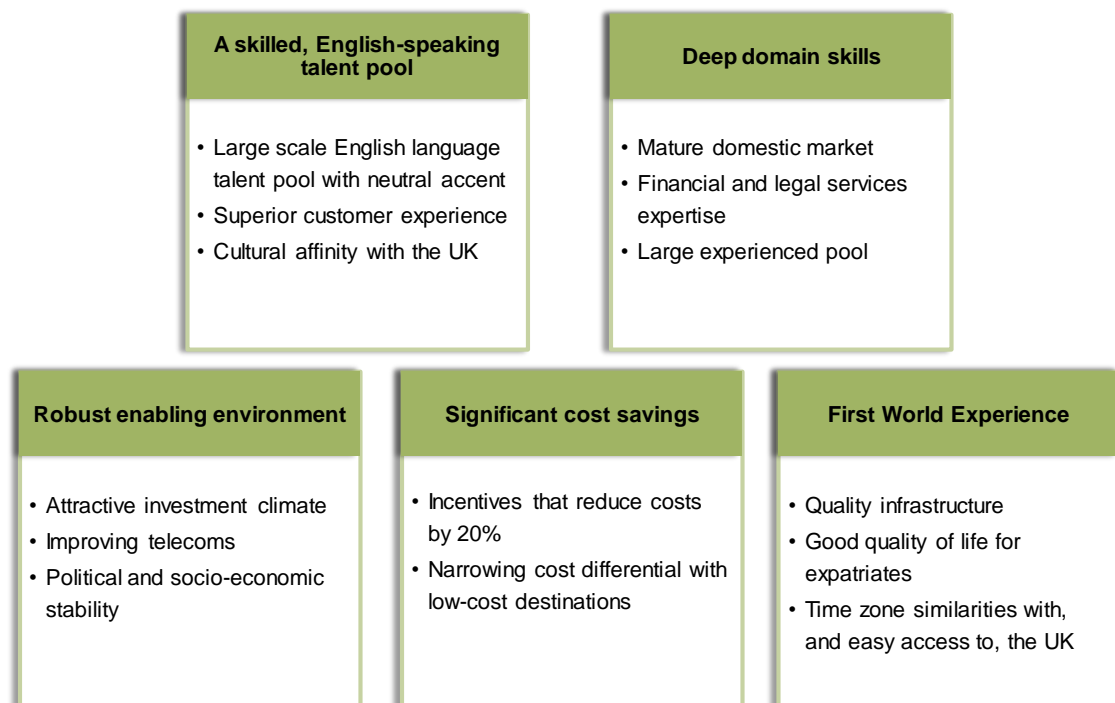 A skilled, English-speaking
talent pool
• Large scale English language
talent pool with neutral accent
• Superior customer experience
• Cultural affinity with the UK
Deep domain skills
• Mature domestic market
• Financial and legal services
expertise
• Large experienced pool
Robust enabling environment
• Attractive investment climate
• Improving telecoms
• Political and socio-economic
stability
Significant cost savings
• Incentives that reduce costs
by 20%
• Narrowing cost differential with
low-cost destinations
First World Experience
• Quality infrastructure
• Good quality of life for
expatriates
• Time zone similarities with,
and easy access to, the UK